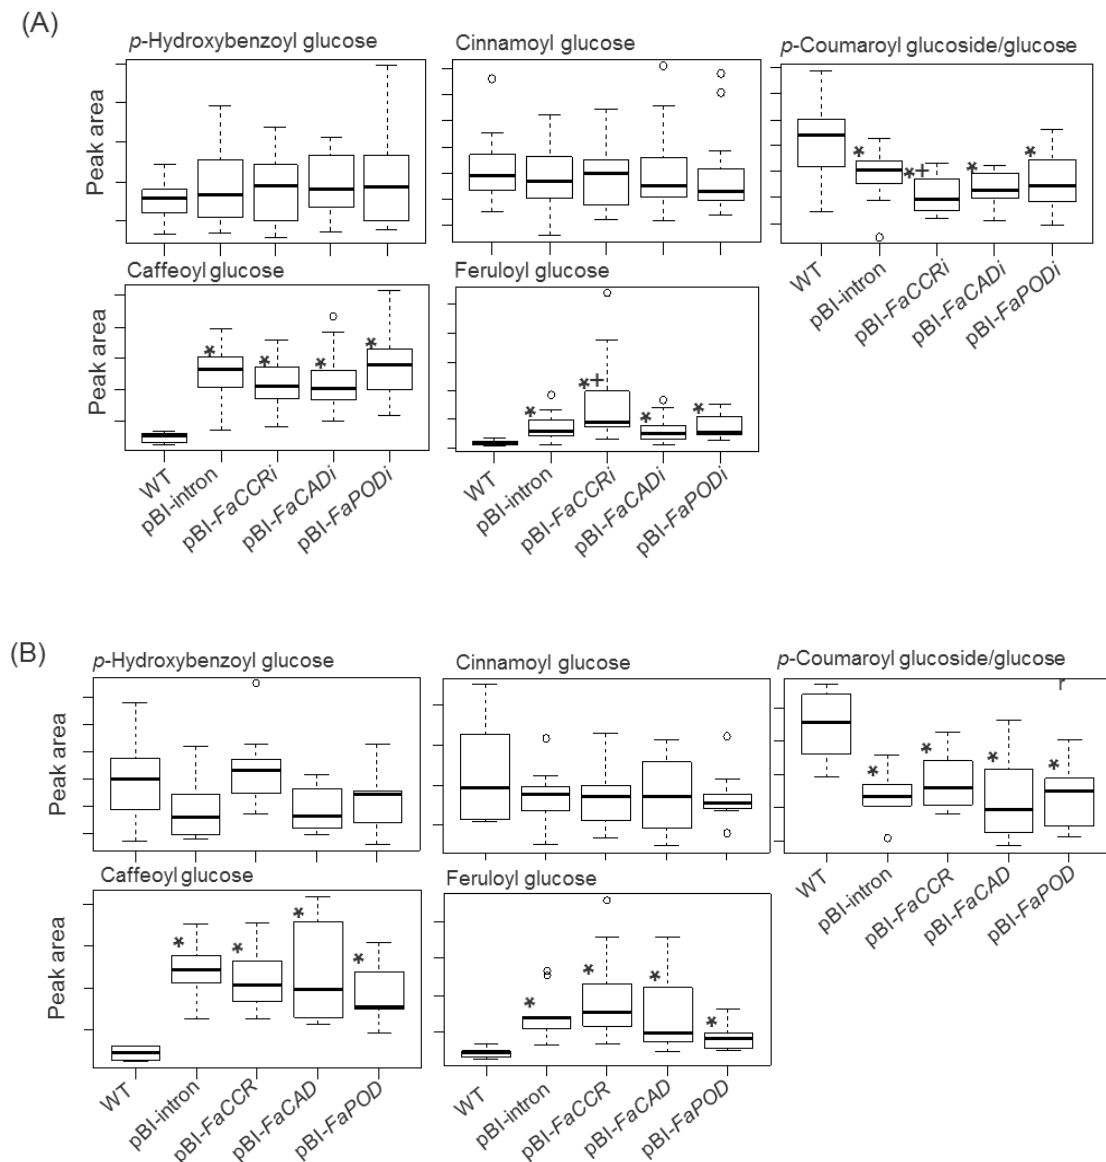 (A)
p-Hydroxybenzoyl glucose
Cinnamoyl glucose
p-Coumaroyl glucoside/glucose
Peak area
*
*+
*
*
WT
pBI-intron
pBI-FaCCRi
pBI-FaCADi
pBI-FaPODi
Caffeoyl glucose
Feruloyl glucose
Peak area
*
*
*
*
*
*+
*
*
WT
pBI-intron
pBI-FaCCRi
pBI-FaCADi
pBI-FaPODi
WT
pBI-intron
pBI-FaCCRi
pBI-FaCADi
pBI-FaPODi
(B)
p-Hydroxybenzoyl glucose
Cinnamoyl glucose
p-Coumaroyl glucoside/glucose
Peak area
*
*
*
*
WT
pBI-intron
pBI-FaCCR
pBI-FaCAD
pBI-FaPOD
Caffeoyl glucose
Feruloyl glucose
Peak area
*
*
*
*
*
*
*
*
WT
pBI-intron
pBI-FaCCR
pBI-FaCAD
pBI-FaPOD
WT
pBI-intron
pBI-FaCCR
pBI-FaCAD
pBI-FaPOD